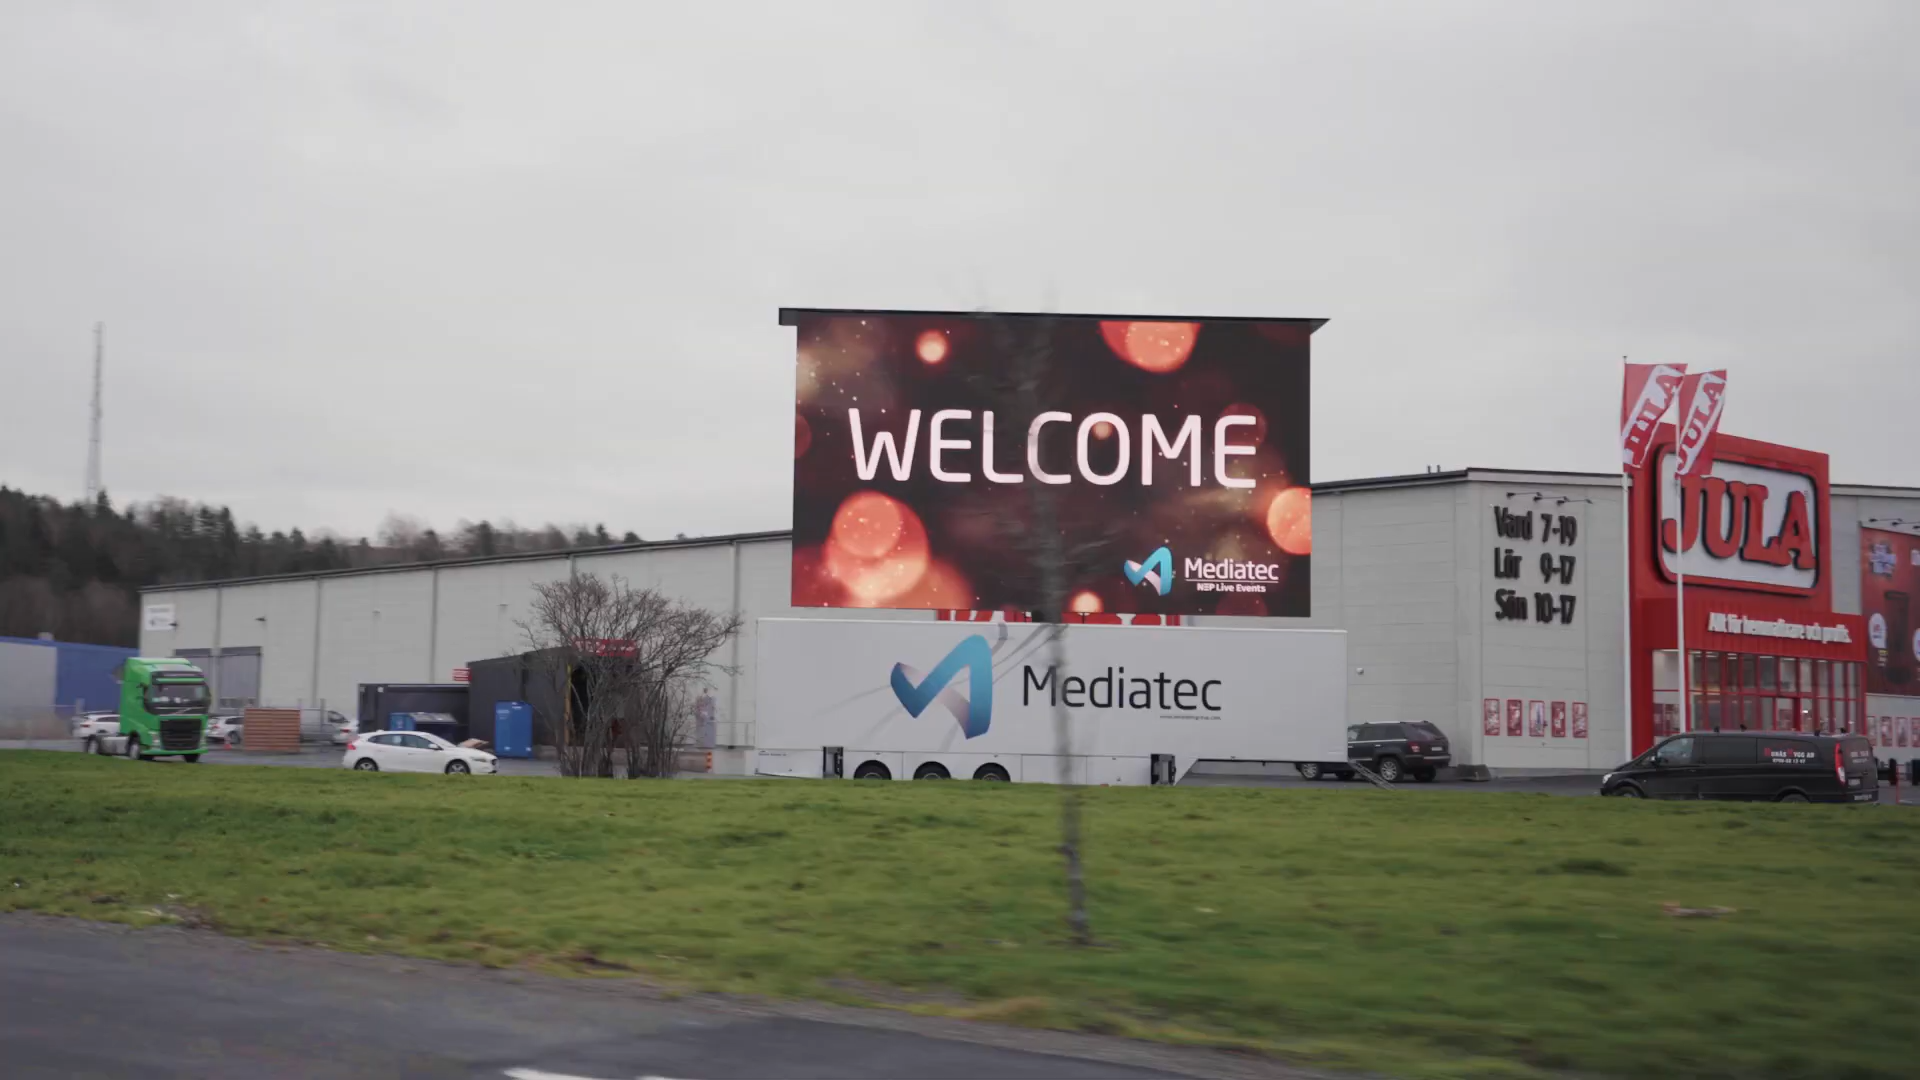 WELCOME
Mediatec
NEP Live Events
Mediatec
JULA
JULA
JULA
Vard 7-19
Lör 9-17
Sön 10-17
Allt för hemmafixare och proffs.